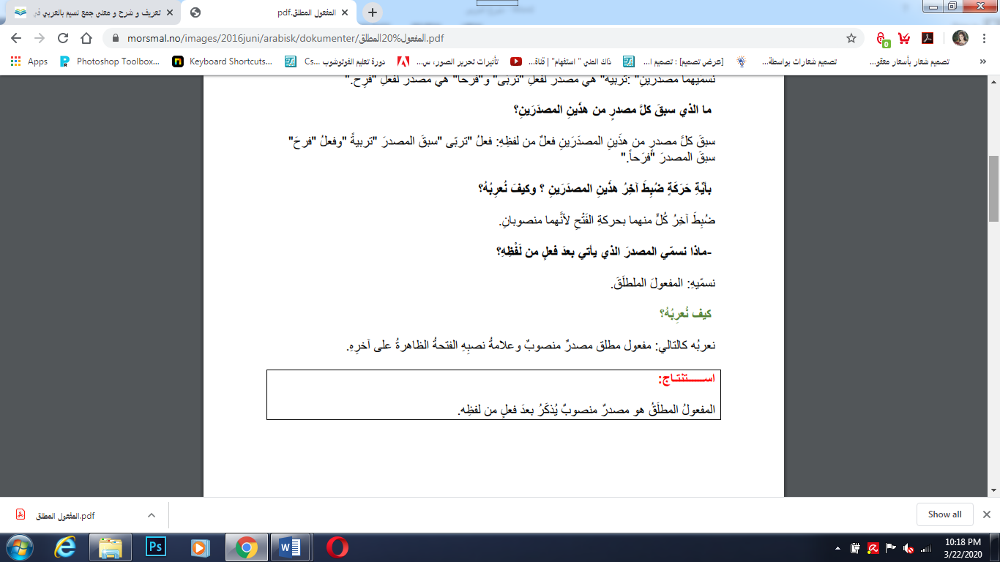 تعريف و شرح و معنى جمع نسيم بالعربي في
المفعول المطلق.pdf
morsmal.no/images/2016juni/arabisk/dokumenter/المفعول%20المطلق.pdf
Apps
Photoshop Toolbox...
Keyboard Shortcuts...
دورة تعليم الفوتوشوب Cs...
تأثيرات تحرير الصور، س...
ذاك الغبي " استفهام" | قناة...
[عرض تصميم] : تصميم ا...
تصميم شعارات بواسطة...
تصميم شعار بأسعار معقو...
»
نسميهما مصدرينِ" :تربية" هي مصدر لفعلِ "تربّى" و"فرحا" هي مصدر لفعلِ "فرِح."
ما الذي سبقَ كلَّ مصدرٍ من هذَينِ المصدَرَينِ؟
سبقَ كلَّ مصدرٍ من هذَينِ المصدَرَينِ فعلٌ من لفظِهِ: فعلُ "تربّى "سبقَ المصدرَ "تربيةً "وفعلُ "فرحَ"
سبقَ المصدرَ "فرَحاً."
بأيَّةِ حَرَكَةٍ ضُبِطَ آخِرُ هذَينِ المصدَرَينِ ؟ وكيفَ نُعرِبُهُ؟
ضُبِطَ آخِرُ كُلٍّ منهما بحركةِ الفَتْحِ لأنَّهما منصوبانِ.
-ماذا نسمّي المصدرَ الذي يأتي بعدَ فعلٍ من لَفْظِهِ؟
نسمّيهِ: المفعولَ الملطلَقَ.
كيف نُعرِبُهُ؟
نعربُه كالتالي: مفعول مطلق مصدرٌ منصوبٌ وعلامةُ نصبِهِ الفتحةُ الظاهرةُ على آخرِهِ.
اســــتنتـاج:
المفعولُ المطلَقُ هو مصدرٌ منصوبٌ يُذكَرُ بعدَ فعلٍ من لفظِه.
المفعول المطلق.pdf
Show all
Ps
10:18 PM
3/22/2020